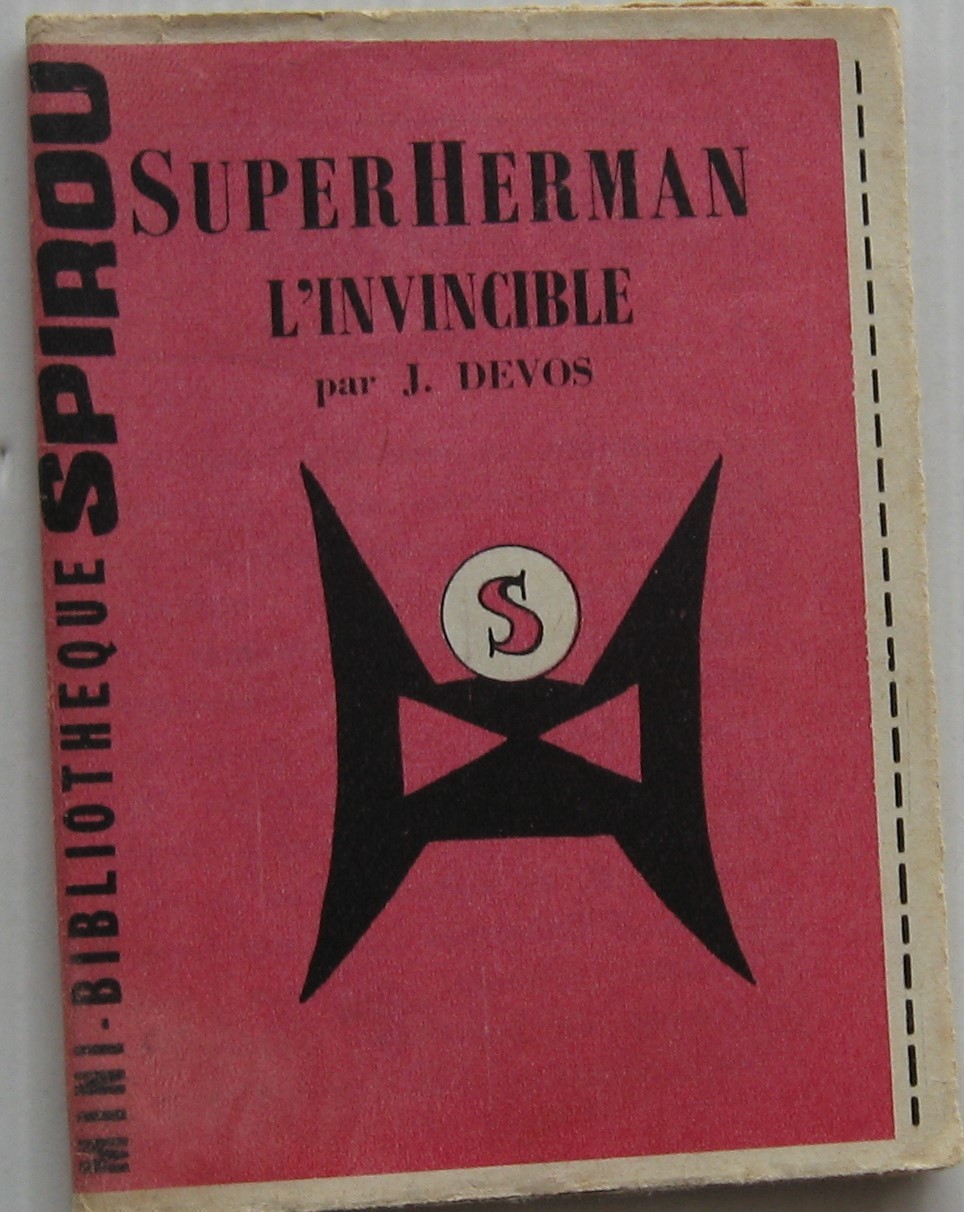 MINI-BIBLIOTHEQUE SPIROU
SUPERHERMAN
L'INVINCIBLE
par J. DEVOS
S